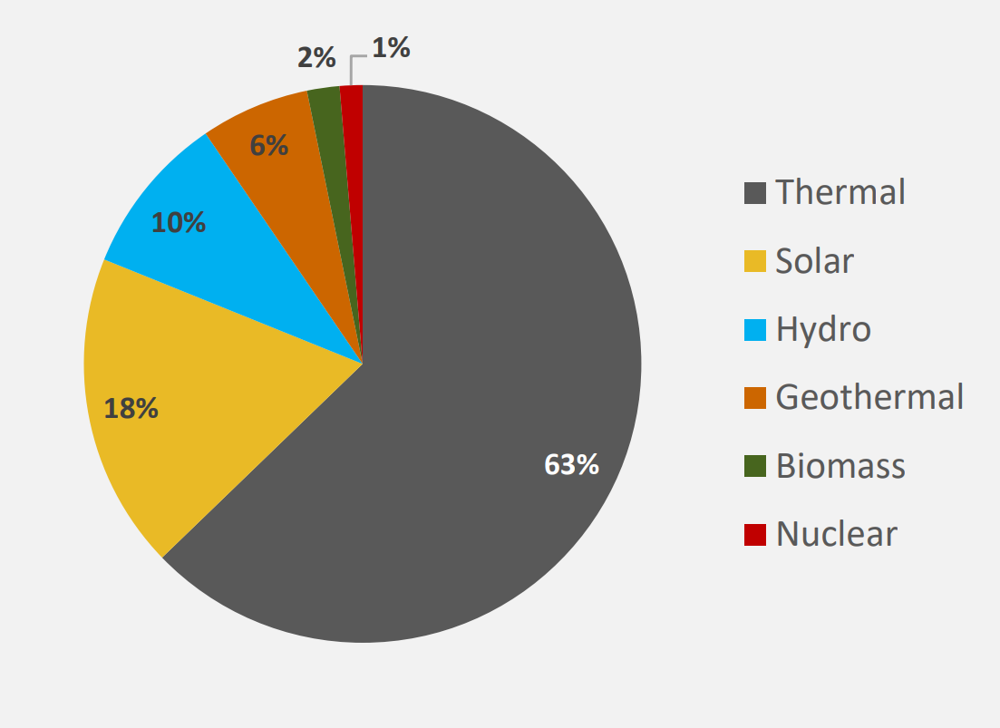 2%
1%
6%
10%
18%
63%
Thermal
Solar
Hydro
Geothermal
Biomass
Nuclear